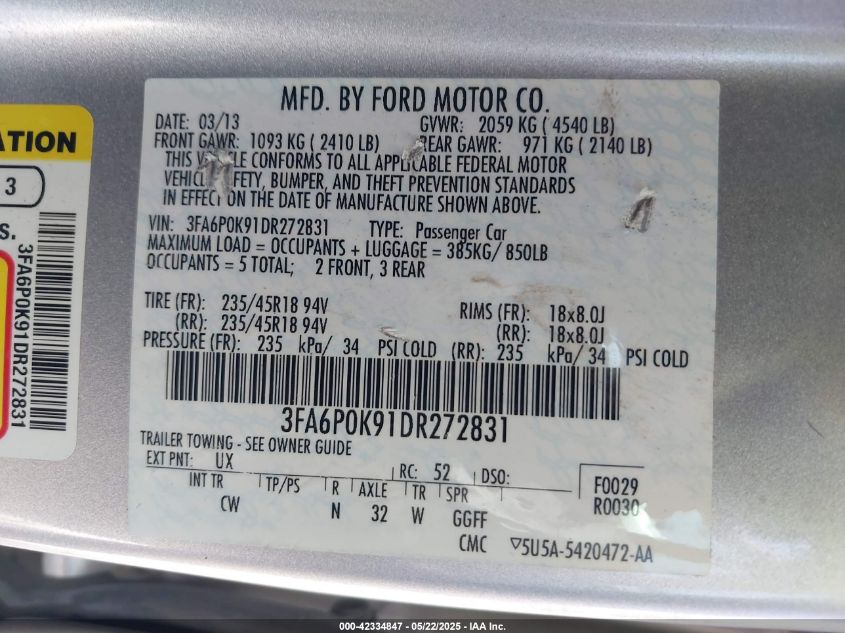 MFD. BY FORD MOTOR CO.
DATE: 03/13 GVWR: 2059 KG ( 4540 LB)
FRONT GAWR: 1093 KG ( 2410 LB) REAR GAWR: 971 KG ( 2140 LB)
THIS CONFORMS TO ALL APPLICABLE FEDERAL MOTOR
BUMPER, AND THEFT PREVENTION STANDARDS
IN EFFECT ON THE DATE OF MANUFACTURE SHOWN ABOVE.
VIN: 3FA6P0K91DR272831 TYPE: Passenger Car
MAXIMUM LOAD = OCCUPANTS + LUGGAGE = 385KG/ 850LB
OCCUPANTS = 5 TOTAL; 2 FRONT, 3 REAR
TIRE (FR): 235/45R18 94V RIMS (FR): 18x8.0J
(RR): 235/45R18 94V (RR): 18x8.0J
PRESSURE (FR): 235 kPa/ 34 PSI COLD (RR): 235 kPa/ 34 PSI COLD
3FA6P0K91DR272831
TRAILER TOWING - SEE OWNER GUIDE
EXT PNT: UX RC: 52 DSO:
INT TR TP/PS R AXLE TR SPR
CW N 32 W GGFF
F0029
R0030
CMC 5U5A-5420472-AA
ATION
3
S.
3FA6P0K91DR272831
000-42334847 - 05/22/2025 - IAA Inc.